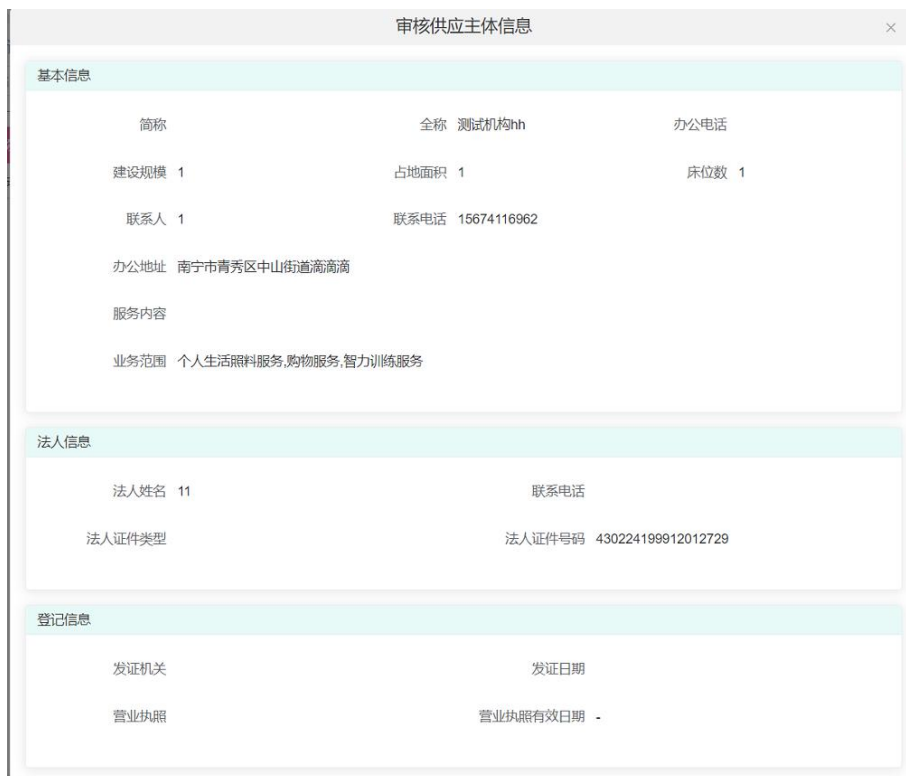 审核供应主体信息 ×
基本信息
简称 全称 测试机构hh 办公电话
建设规模 1 占地面积 1 床位数 1
联系人 1 联系电话 15674116962
办公地址 南宁市青秀区中山街道滴滴滴
服务内容
业务范围 个人生活照料服务,购物服务,智力训练服务
法人信息
法人姓名 11 联系电话
法人证件类型 法人证件号码 430224199912012729
登记信息
发证机关 发证日期
营业执照 营业执照有效日期 -